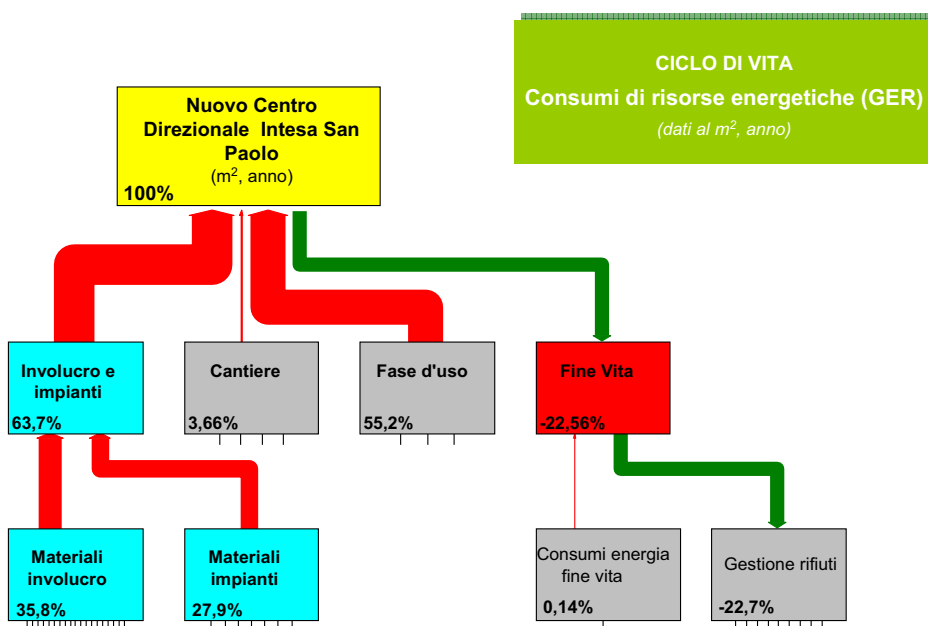 CICLO DI VITA
Consumi di risorse energetiche (GER)
(dati al m², anno)
Nuovo Centro
Direzionale Intesa San
Paolo
(m², anno)
100%
Involucro e
impianti
63,7%
Cantiere
3,66%
Fase d'uso
55,2%
Fine Vita
-22,56%
Materiali
involucro
35,8%
Materiali
impianti
27,9%
Consumi energia
fine vita
0,14%
Gestione rifiuti
-22,7%